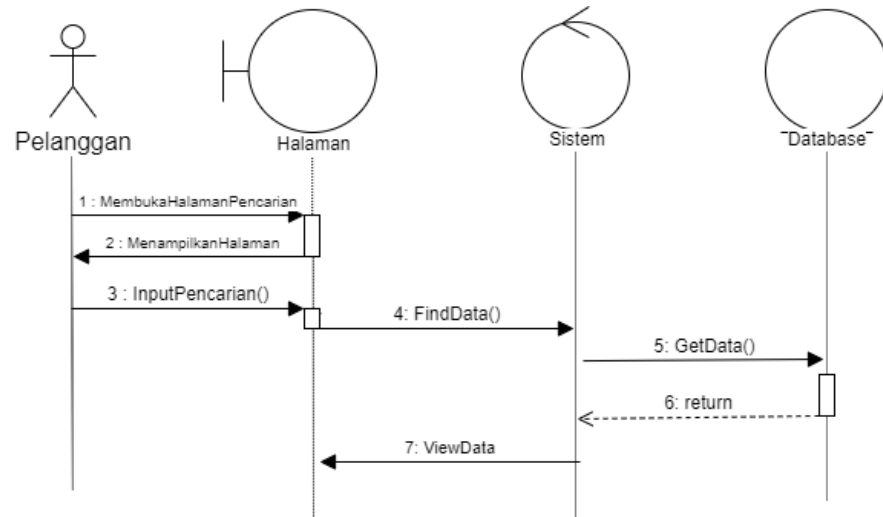 Pelanggan
Halaman
Sistem
Database
1 : MembukaHalamanPencarian
2 : MenampilkanHalaman
3 : InputPencarian()
4: FindData()
5: GetData()
6: return
7: ViewData